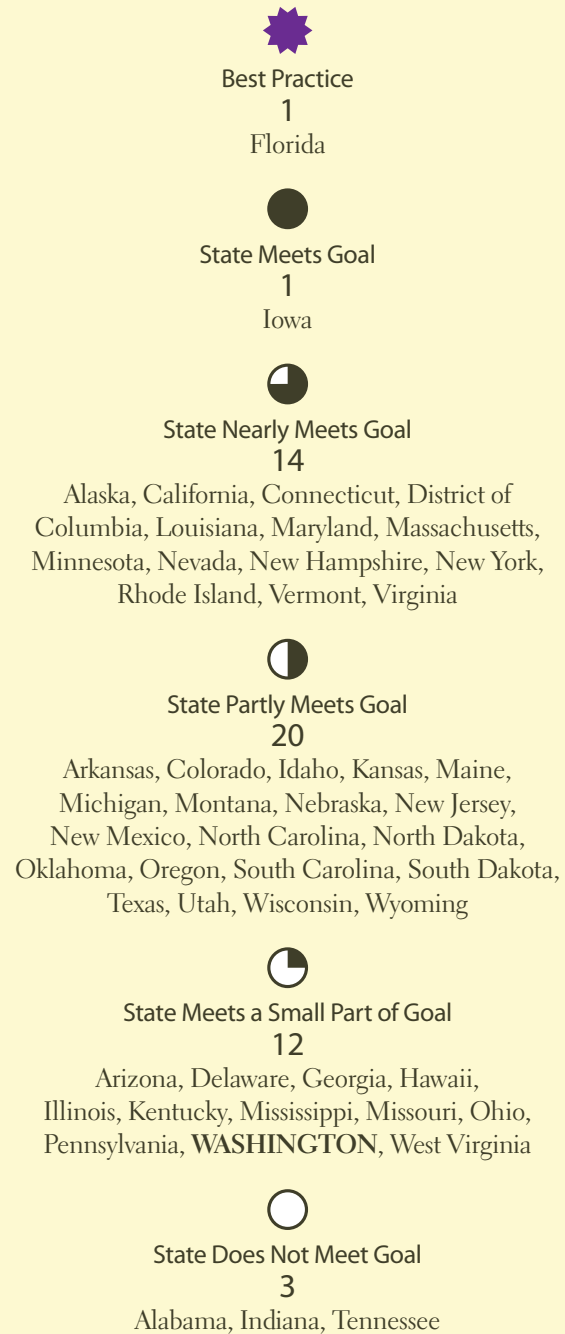 Best Practice
1
Florida
State Meets Goal
1
Iowa
State Nearly Meets Goal
14
Alaska, California, Connecticut, District of
Columbia, Louisiana, Maryland, Massachusetts,
Minnesota, Nevada, New Hampshire, New York,
Rhode Island, Vermont, Virginia
State Partly Meets Goal
20
Arkansas, Colorado, Idaho, Kansas, Maine,
Michigan, Montana, Nebraska, New Jersey,
New Mexico, North Carolina, North Dakota,
Oklahoma, Oregon, South Carolina, South Dakota,
Texas, Utah, Wisconsin, Wyoming
State Meets a Small Part of Goal
12
Arizona, Delaware, Georgia, Hawaii,
Illinois, Kentucky, Mississippi, Missouri, Ohio,
Pennsylvania, WASHINGTON, West Virginia
State Does Not Meet Goal
3
Alabama, Indiana, Tennessee